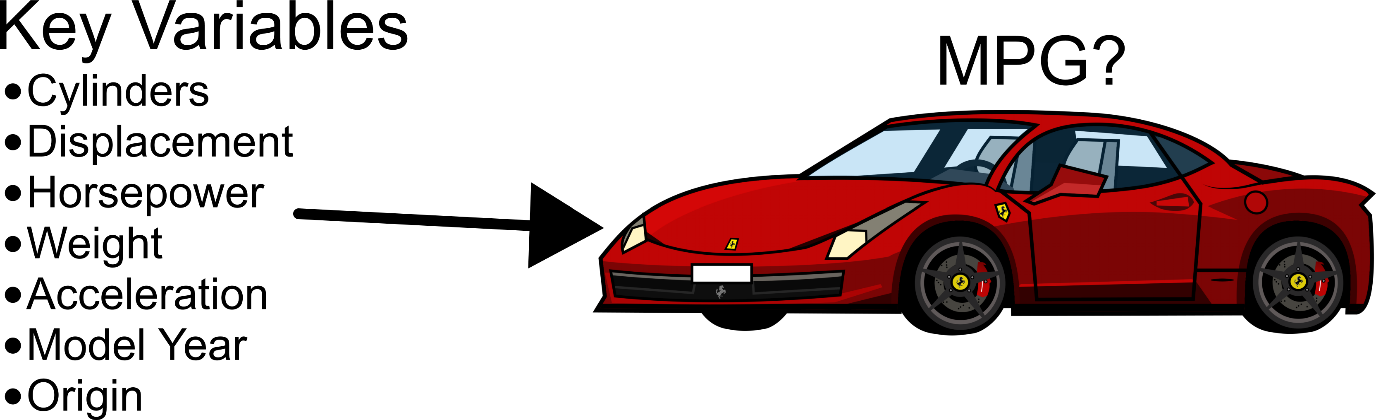 Key Variables
•Cylinders
•Displacement
•Horsepower
•Weight
•Acceleration
•Model Year
•Origin
MPG?